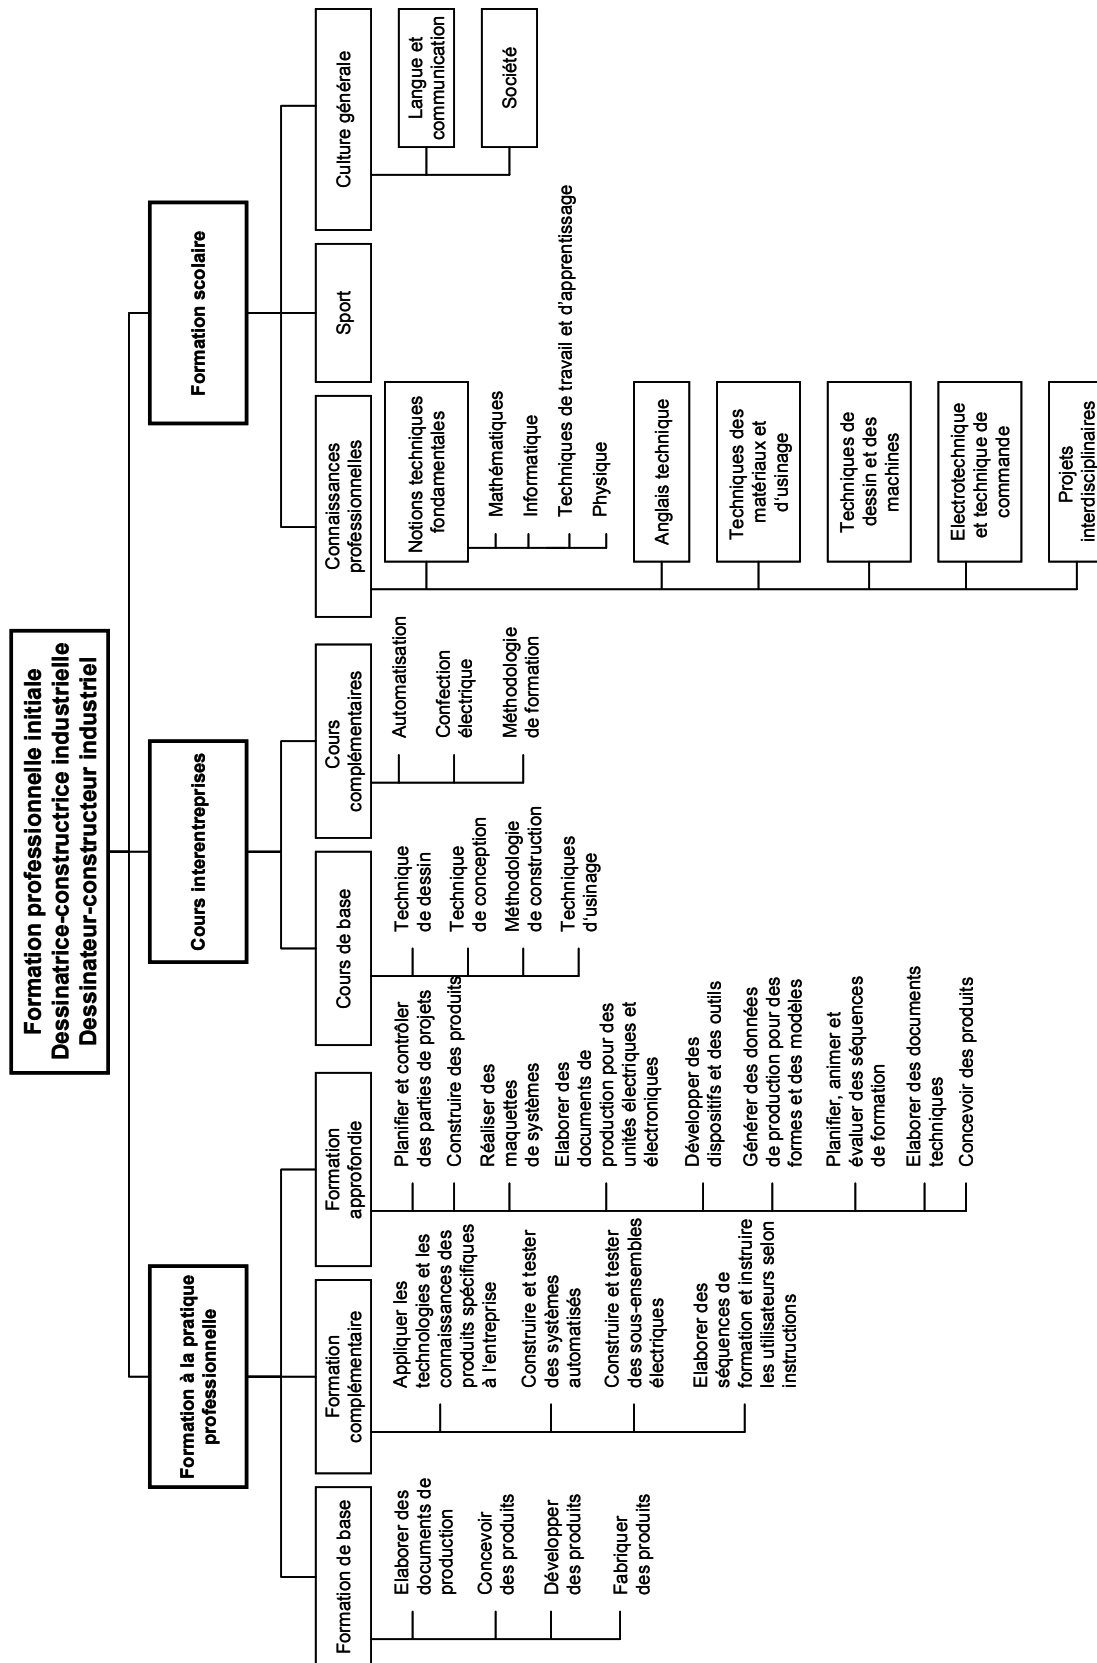 Formation professionnelle initiale
Dessinatrice-constructrice industrielle
Dessinateur-constructeur industriel
Formation à la pratique
professionnelle
Cours interentreprises
Formation scolaire
Formation de base
Formation
complémentaire
Formation
approfondie
Cours de base
Cours
complémentaires
Connaissances
professionnelles
Sport
Culture générale
Elaborer des
documents de
production
Concevoir
des produits
Développer
des produits
Fabriquer
des produits
Appliquer les
technologies et les
connaissances des
produits spécifiques
à l'entreprise
Construire et tester
des systèmes
automatisés
Construire et tester
des sous-ensembles
électriques
Elaborer des
séquences de
formation et instruire
les utilisateurs selon
instructions
Planifier et contrôler
des parties de projets
Construire des produits
Réaliser des
maquettes
de systèmes
Elaborer des
documents de
production pour des
unités électriques et
électroniques
Développer des
dispositifs et des outils
Générer des données
de production pour des
formes et des modèles
Planifier, animer et
évaluer des séquences
de formation
Elaborer des documents
techniques
Concevoir des produits
Technique
de dessin
Technique
de conception
Méthodologie
de construction
Techniques
d'usinage
Automatisation
Confection
électrique
Méthodologie
de formation
Notions techniques
fondamentales
Mathématiques
Informatique
Techniques de travail et d'apprentissage
Physique
Anglais technique
Techniques des
matériaux et
d'usinage
Techniques de
dessin et des
machines
Electrotechnique
et technique de
commande
Projets
interdisciplinaires
Langue et
communication
Société